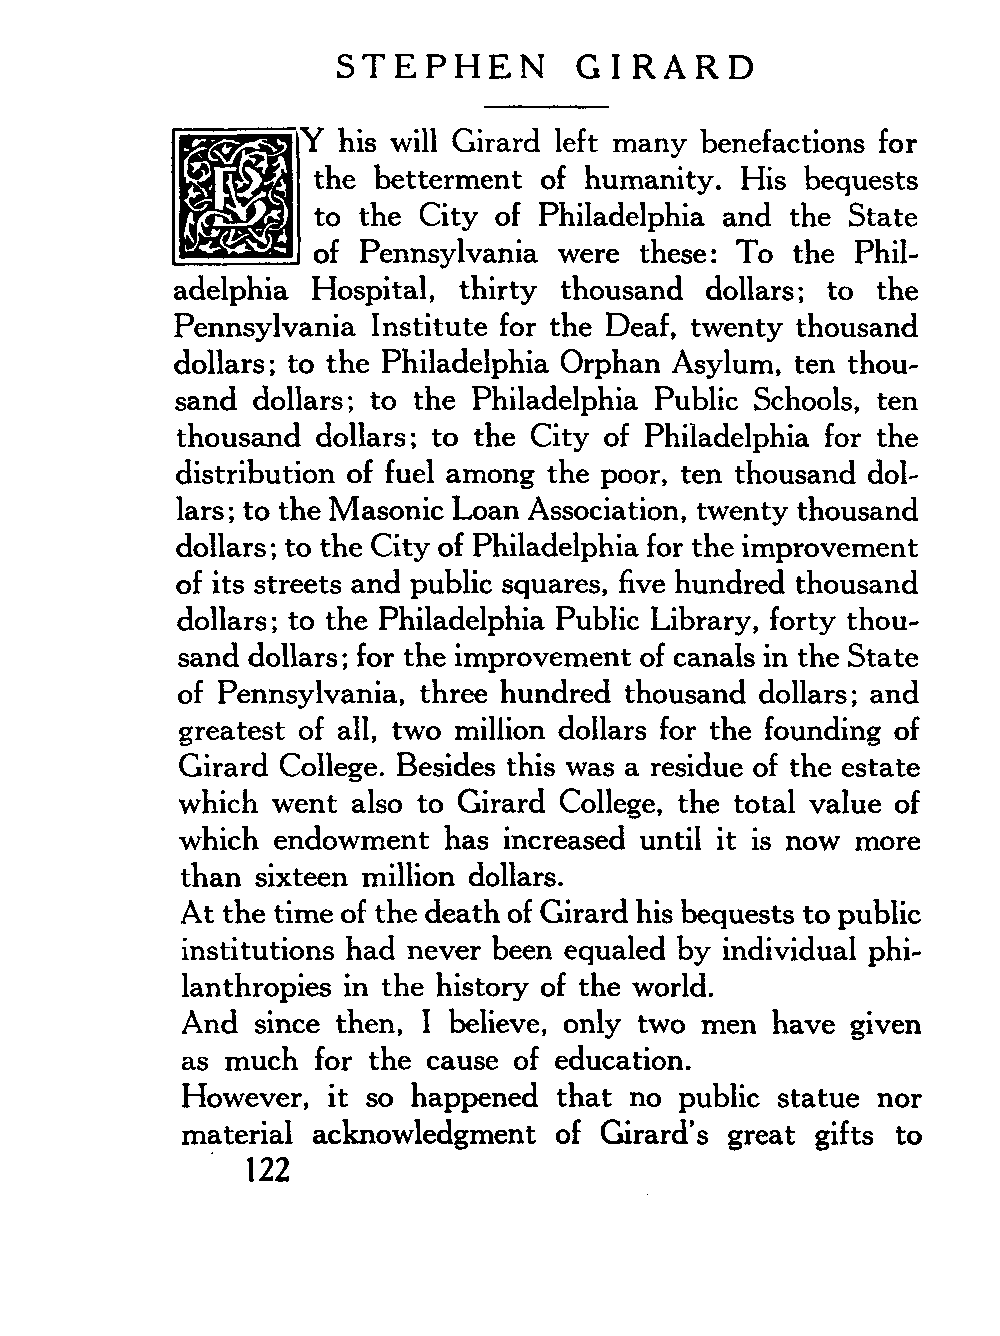 STEPHEN GIRARD
BY his will Girard left many benefactions for
the betterment of humanity. His bequests
to the City of Philadelphia and the State
of Pennsylvania were these: To the Phil-
adelphia Hospital, thirty thousand dollars; to the
Pennsylvania Institute for the Deaf, twenty thousand
dollars; to the Philadelphia Orphan Asylum, ten thou-
sand dollars; to the Philadelphia Public Schools, ten
thousand dollars; to the City of Philadelphia for the
distribution of fuel among the poor, ten thousand dol-
lars; to the Masonic Loan Association, twenty thousand
dollars; to the City of Philadelphia for the improvement
of its streets and public squares, five hundred thousand
dollars; to the Philadelphia Public Library, forty thou-
sand dollars; for the improvement of canals in the State
of Pennsylvania, three hundred thousand dollars; and
greatest of all, two million dollars for the founding of
Girard College. Besides this was a residue of the estate
which went also to Girard College, the total value of
which endowment has increased until it is now more
than sixteen million dollars.
At the time of the death of Girard his bequests to public
institutions had never been equaled by individual phi-
lanthropies in the history of the world.
And since then, I believe, only two men have given
as much for the cause of education.
However, it so happened that no public statue nor
material acknowledgment of Girard's great gifts to
122